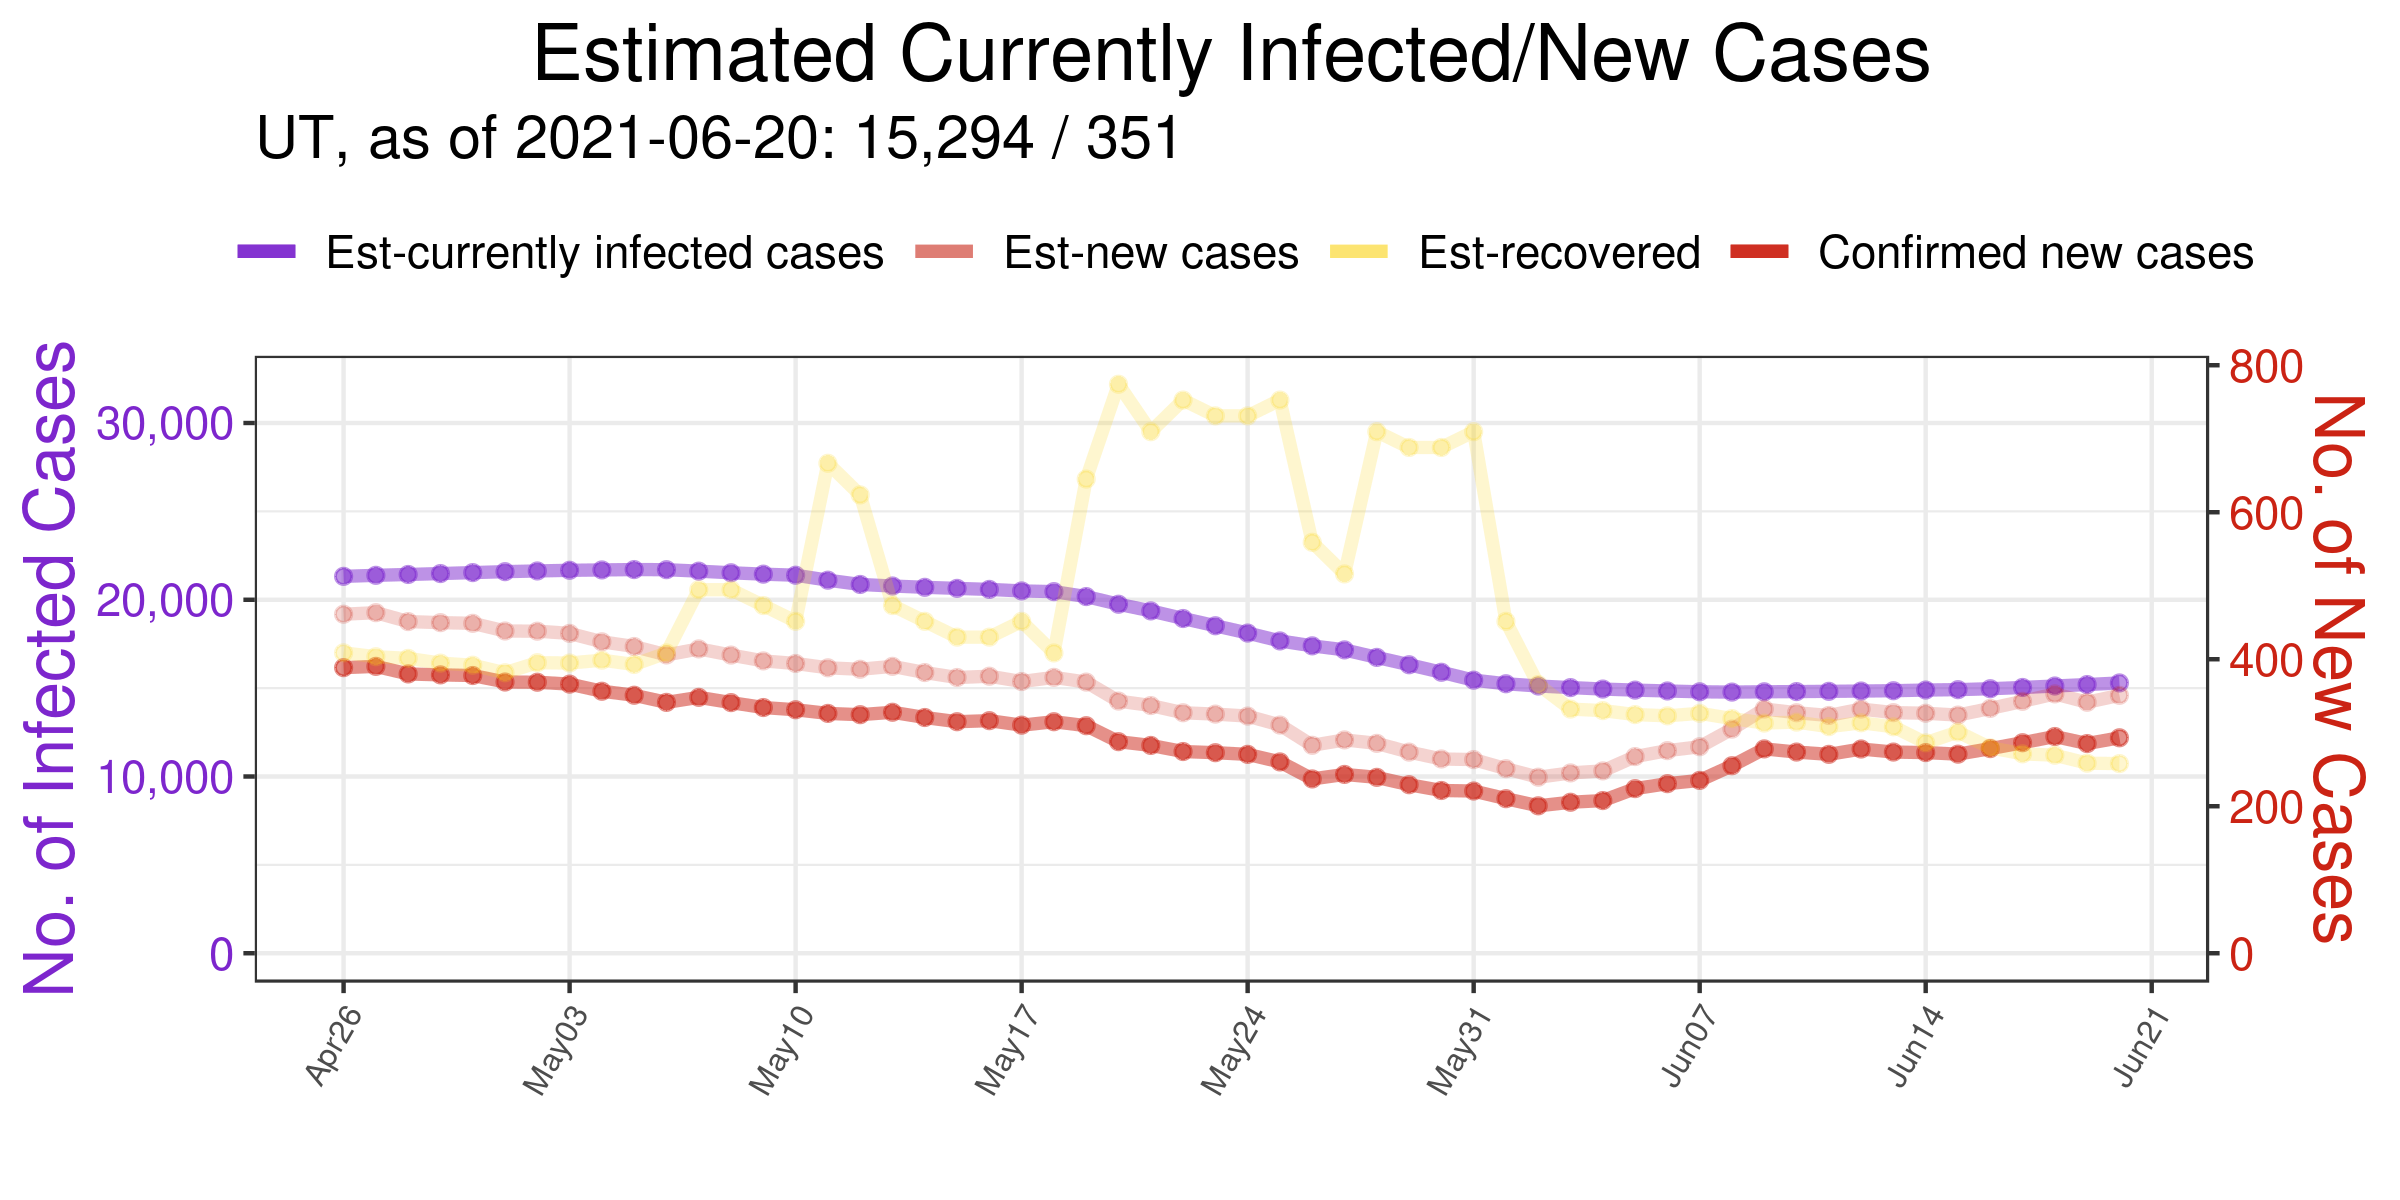 Estimated Currently Infected/New Cases
UT, as of 2021-06-20: 15,294 / 351
Est-currently infected cases Est-new cases Est-recovered Confirmed new cases
No. of Infected Cases
30,000
20,000
10,000
0
800
600
400
200
0
No. of New Cases
Apr26 May03 May10 May17 May24 May31 Jun07 Jun14 Jun21